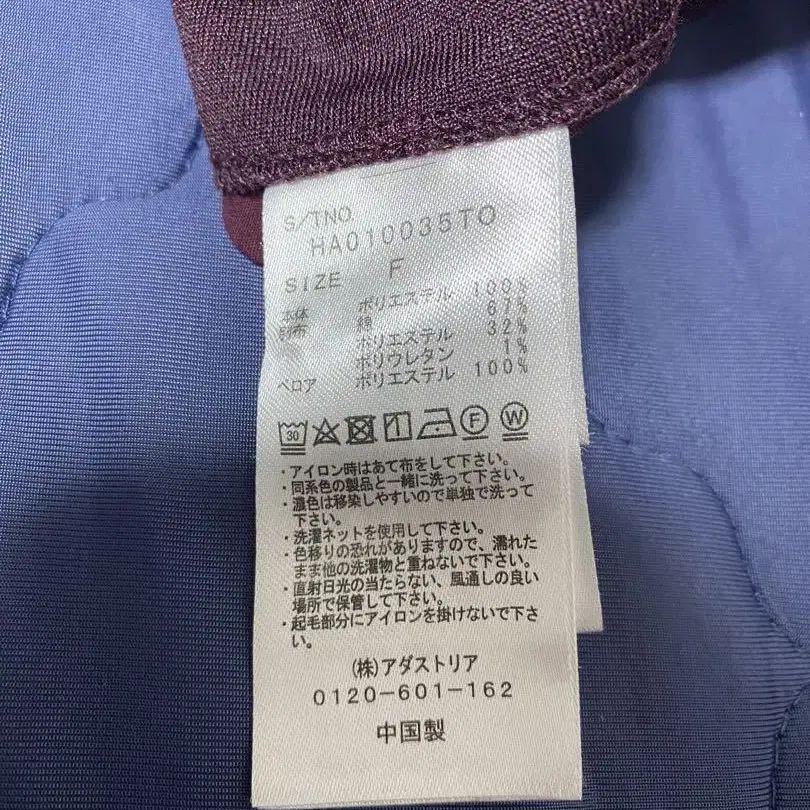 S/TNO
HA010035TO
SIZE F
本体 ポリエステル 100%
別布 綿 67%
ポリエステル 32%
ポリウレタン 1%
ベロア ポリエステル 100%
30 F W
・アイロン時はあて布をして下さい。
・同系色の製品と一緒に洗って下さい。
・濃色は移染しやすいので単独で洗って
下さい。
・洗濯ネットを使用して下さい。
・色移りの恐れがありますので、濡れた
まま他の洗濯物と重ねないで下さい。
・直射日光の当たらない、風通しの良い
場所で保管して下さい。
・起毛部分にアイロンを掛けないで下さ
い。
(株)アダストリア
0120-601-162
中国製